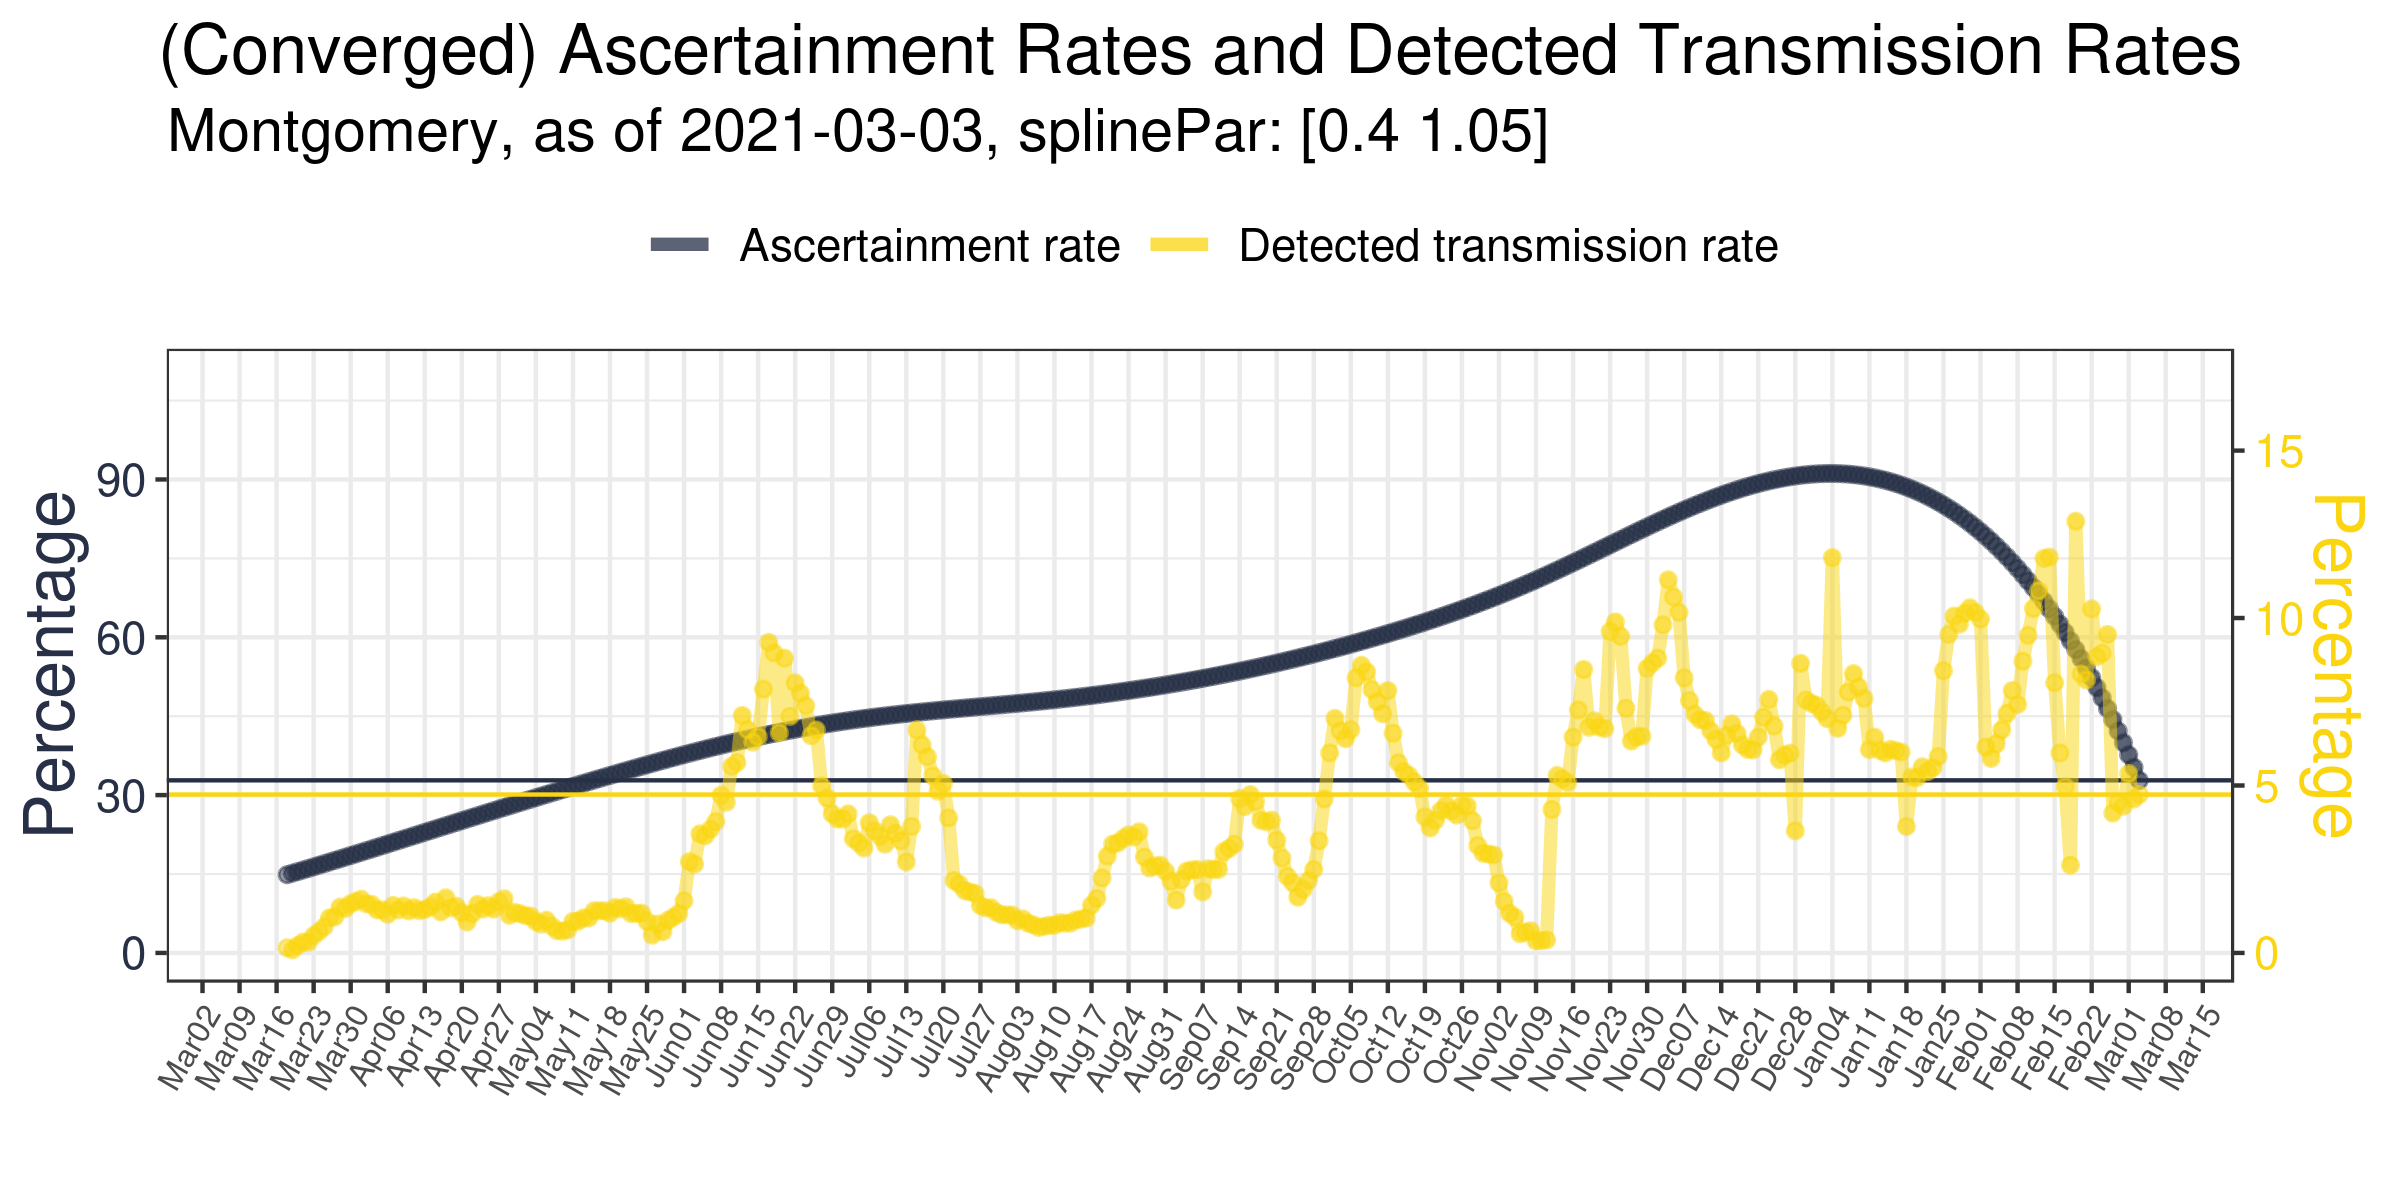 (Converged) Ascertainment Rates and Detected Transmission Rates
Montgomery, as of 2021-03-03, splinePar: [0.4 1.05]
Ascertainment rate
Detected transmission rate
Percentage
90
60
30
0
15
10
5
0
Percentage
Mar02
Mar09
Mar16
Mar23
Mar30
Apr06
Apr13
Apr20
Apr27
May04
May11
May18
May25
Jun01
Jun08
Jun15
Jun22
Jun29
Jul06
Jul13
Jul20
Jul27
Aug03
Aug10
Aug17
Aug24
Aug31
Sep07
Sep14
Sep21
Sep28
Oct05
Oct12
Oct19
Oct26
Nov02
Nov09
Nov16
Nov23
Nov30
Dec07
Dec14
Dec21
Dec28
Jan04
Jan11
Jan18
Jan25
Feb01
Feb08
Feb15
Feb22
Mar01
Mar08
Mar15